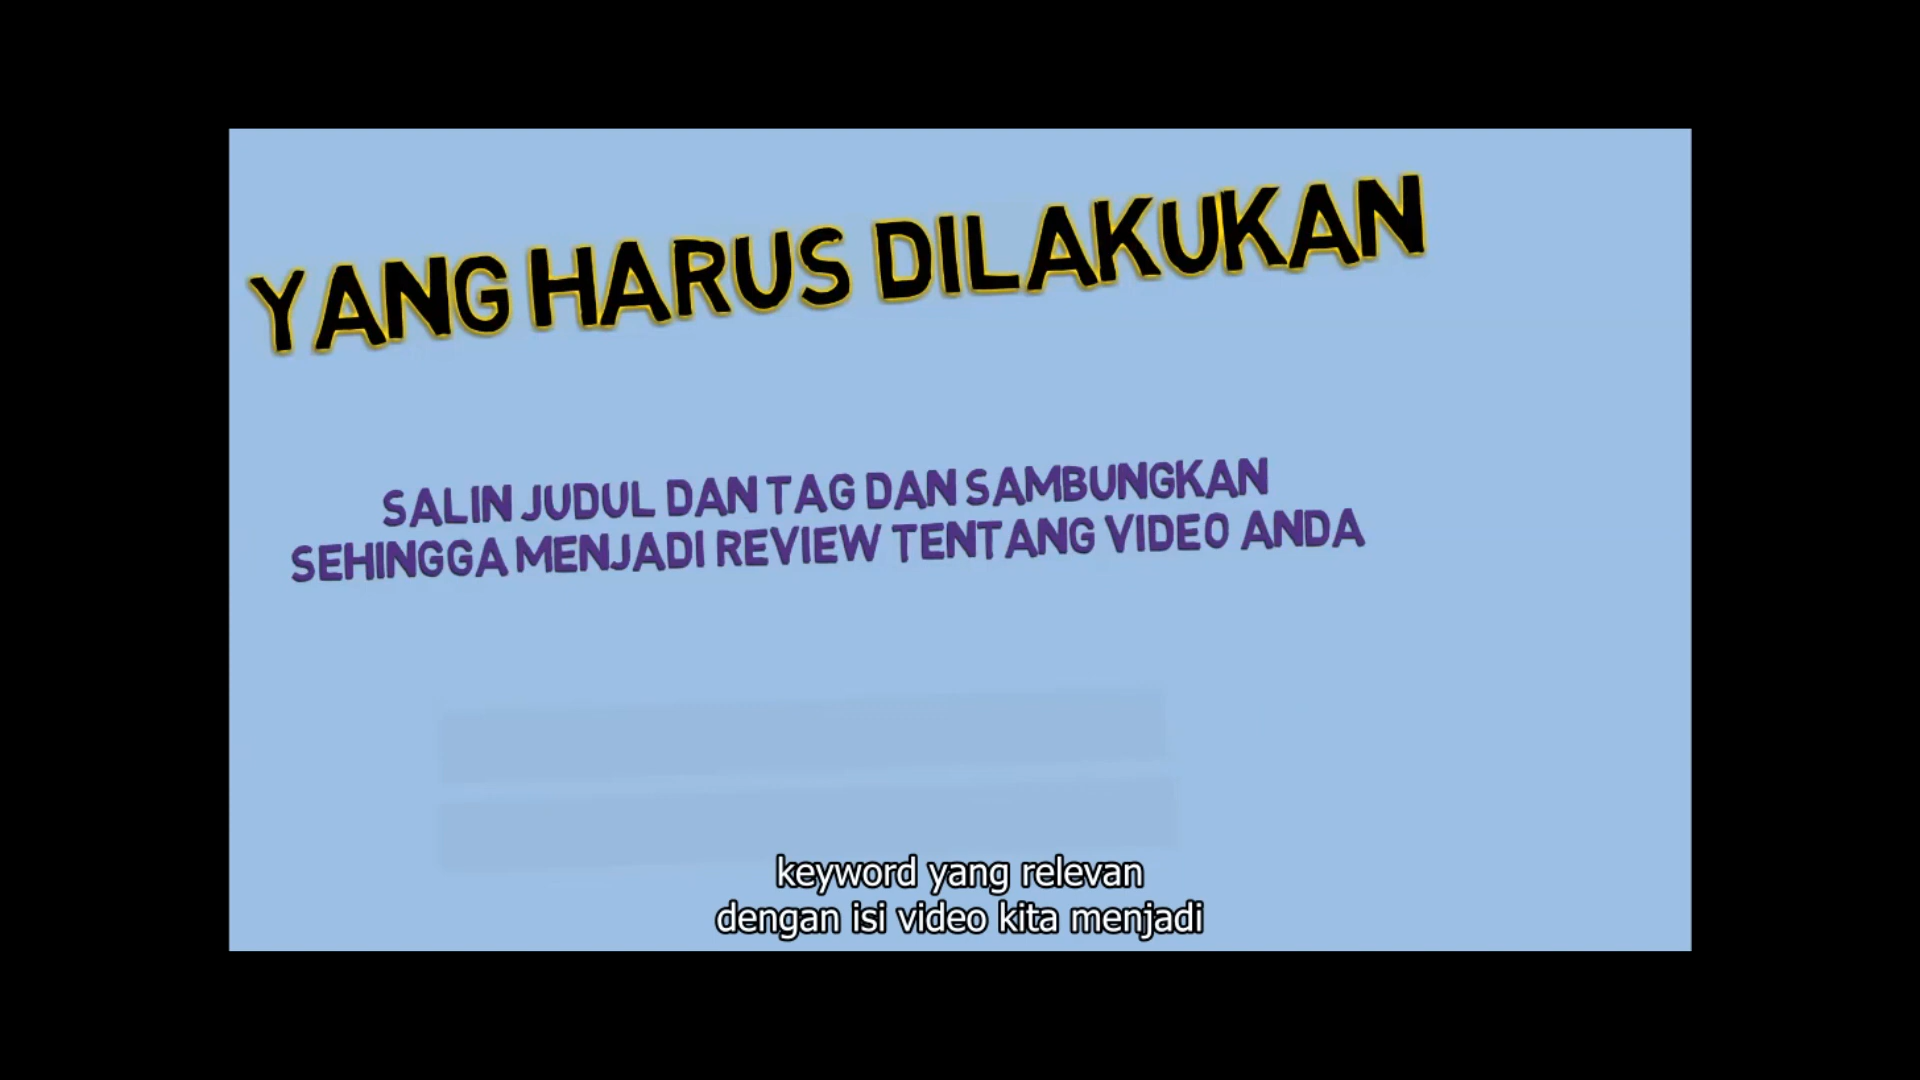 YANG HARUS DILAKUKAN
SALIN JUDUL DAN TAG DAN SAMBUNGKAN
SEHINGGA MENJADI REVIEW TENTANG VIDEO ANDA
keyword yang relevan
dengan isi video kita menjadi